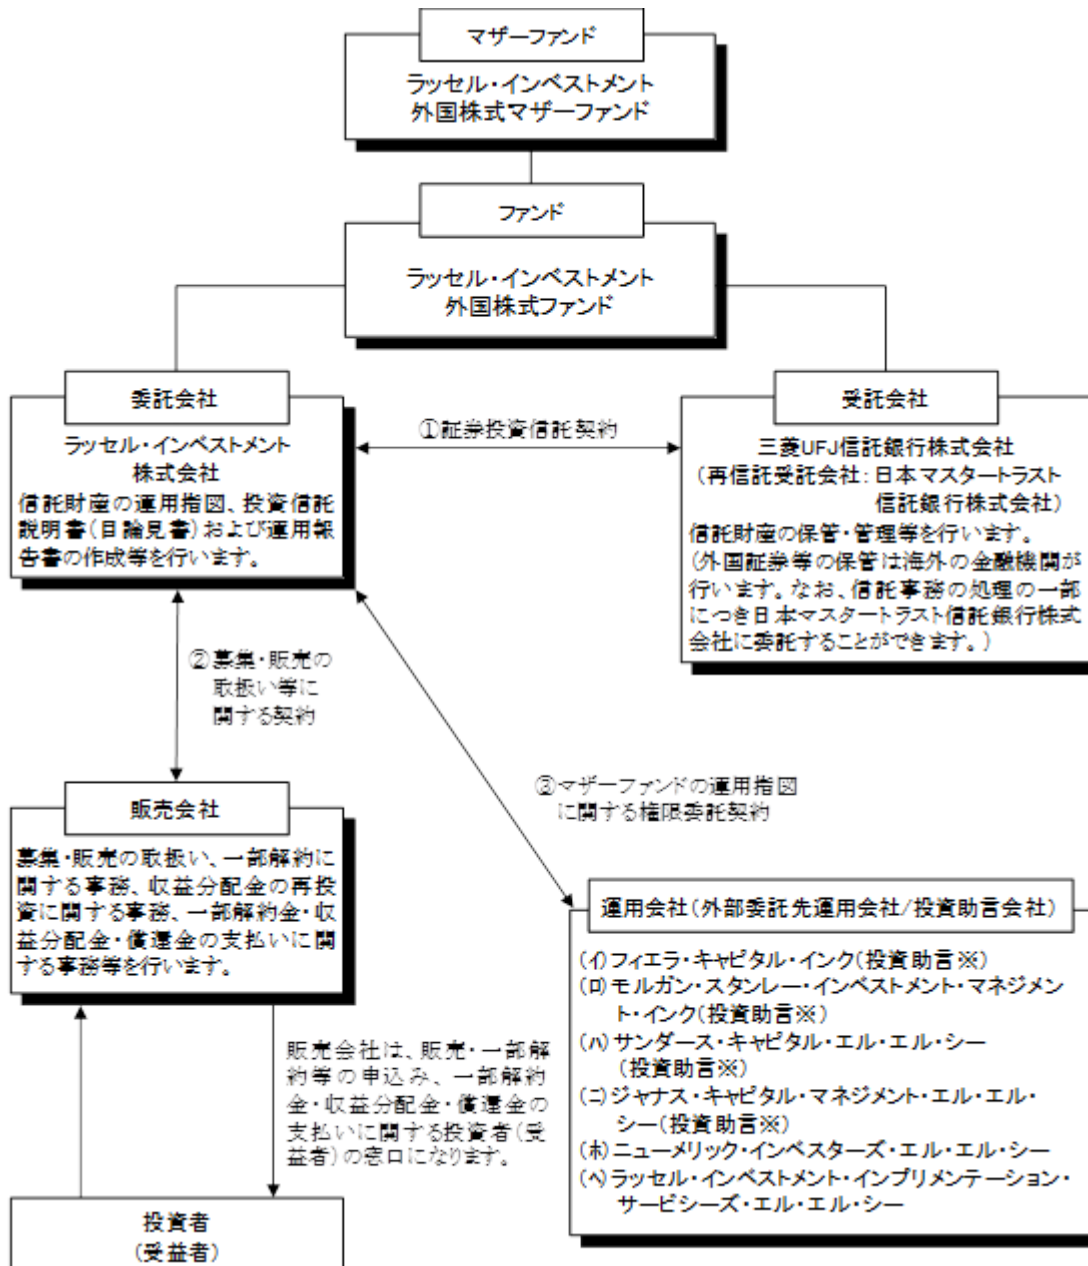 マザーファンド
ラッセル・インベストメント
外国株式マザーファンド
ファンド
ラッセル・インベストメント
外国株式ファンド
委託会社
ラッセル・インベストメント
株式会社
信託財産の運用指図、投資信託
説明書(目論見書)および運用報
告書の作成等を行います。
①証券投資信託契約
受託会社
三菱UFJ信託銀行株式会社
(再信託受託会社:日本マスタートラスト
信託銀行株式会社)
信託財産の保管・管理等を行います。
(外国証券等の保管は海外の金融機関が
行います。なお、信託事務の処理の一部
につき日本マスタートラスト信託銀行株式
会社に委託することができます。)
②募集・販売の
取扱い等に
関する契約
③マザーファンドの運用指図
に関する権限委託契約
販売会社
募集・販売の取扱い、一部解約に
関する事務、収益分配金の再投
資に関する事務、一部解約金・収
益分配金・償還金の支払いに関
する事務等を行います。
運用会社(外部委託先運用会社/投資助言会社)
(イ)フィエラ・キャピタル・インク(投資助言※)
(ロ)モルガン・スタンレー・インベストメント・マネジメン
ト・インク(投資助言※)
(ハ)サンダース・キャピタル・エル・エル・シー
(投資助言※)
(ニ)ジャナス・キャピタル・マネジメント・エル・エル・
シー(投資助言※)
(ホ)ニューメリック・インベスターズ・エル・エル・シー
(ヘ)ラッセル・インベストメント・インプリメンテーション・
サービシーズ・エル・エル・シー
販売会社は、販売・一部解
約等の申込み、一部解約
金・収益分配金・償還金の
支払いに関する投資者(受
益者)の窓口になります。
投資者
(受益者)